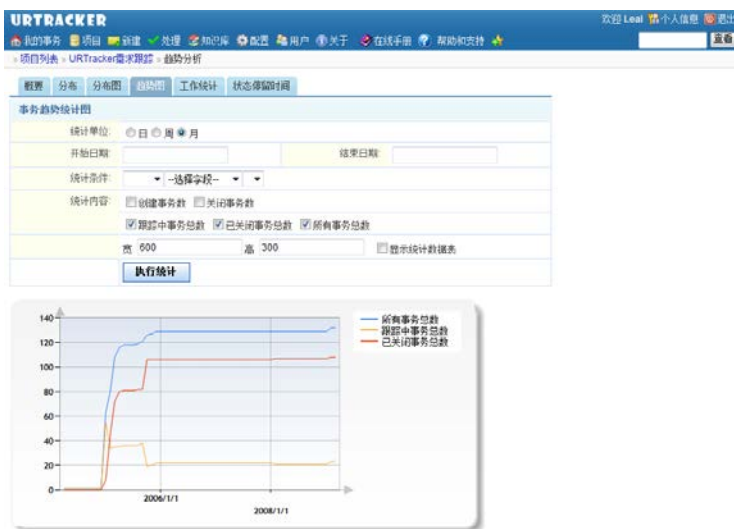 URTRACKER
欢迎 Leal 个人信息 退出
我的事务 项目 新建 处理 知识库 配置 用户 关于 在线手册 帮助和支持 查看
» 项目列表 » URTracker需求跟踪 » 趋势分析
概要 分布 分布图 趋势图 工作统计 状态停留时间
事务趋势统计图
统计单位: 日 周 月
开始日期: 结束日期:
统计条件: --选择字段--
统计内容: 创建事务数 关闭事务数
跟踪中事务总数 已关闭事务总数 所有事务总数
宽 600 高 300 显示统计数据表
执行统计
140
120
100
80
60
40
20
0
2006/1/1
2008/1/1
所有事务总数
跟踪中事务总数
已关闭事务总数